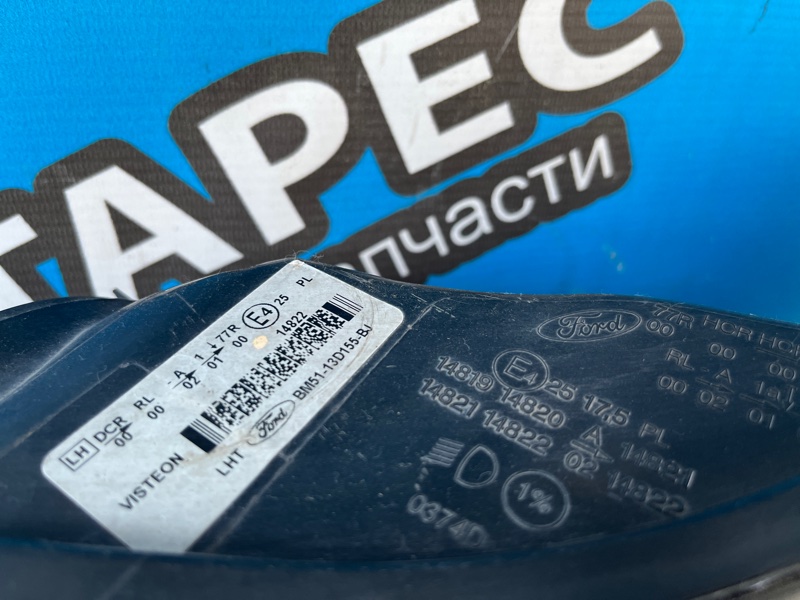 ТАРЕС
пчасти
LH DCR RL A 1 77R E4 25 PL
00 00 02 01 00 14822
VISTEON
LHT Ford BM51-13D155-BJ
Ford 77R HCR HC
00 00 00
E4 25 17,5 PL RL A
14819 14820 A 14821 00 02 01
14821 14822 02 14822
1%
0374D